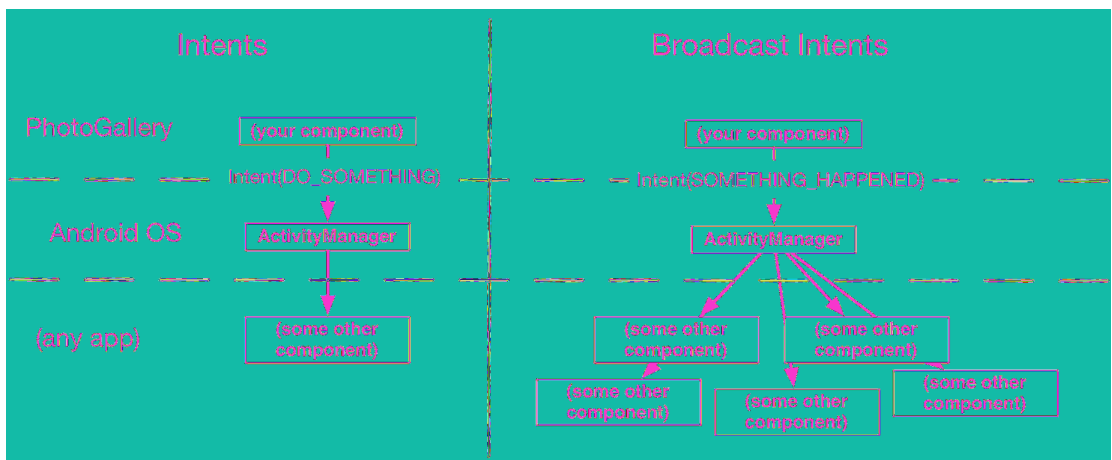 Intents
Broadcast Intents
PhotoGallery
(your component)
(your component)
Intent(DO_SOMETHING)
Intent(SOMETHING_HAPPENED)
Android OS
ActivityManager
ActivityManager
(any app)
(some other
component)
(some other
component)
(some other
component)
(some other
component)
(some other
component)
(some other
component)